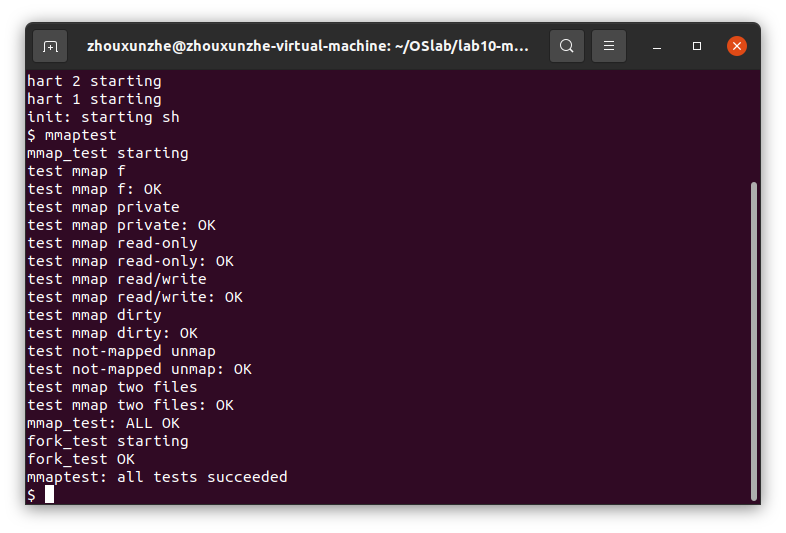 zhouxunzhe@zhouxunzhe-virtual-machine: ~/OSlab/lab10-m...
hart 2 starting
hart 1 starting
init: starting sh
$ mmaptest
mmap_test starting
test mmap f
test mmap f: OK
test mmap private
test mmap private: OK
test mmap read-only
test mmap read-only: OK
test mmap read/write
test mmap read/write: OK
test mmap dirty
test mmap dirty: OK
test not-mapped unmap
test not-mapped unmap: OK
test mmap two files
test mmap two files: OK
mmap_test: ALL OK
fork_test starting
fork_test OK
mmaptest: all tests succeeded
$